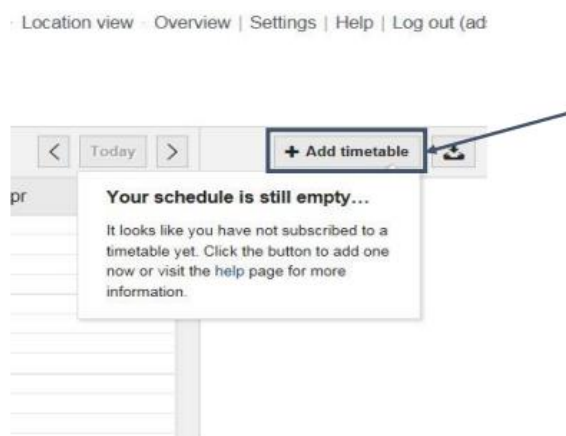 Location view · Overview | Settings | Help | Log out (ad
< Today > + Add timetable
pr
Your schedule is still empty...
It looks like you have not subscribed to a
timetable yet. Click the button to add one
now or visit the help page for more
information.